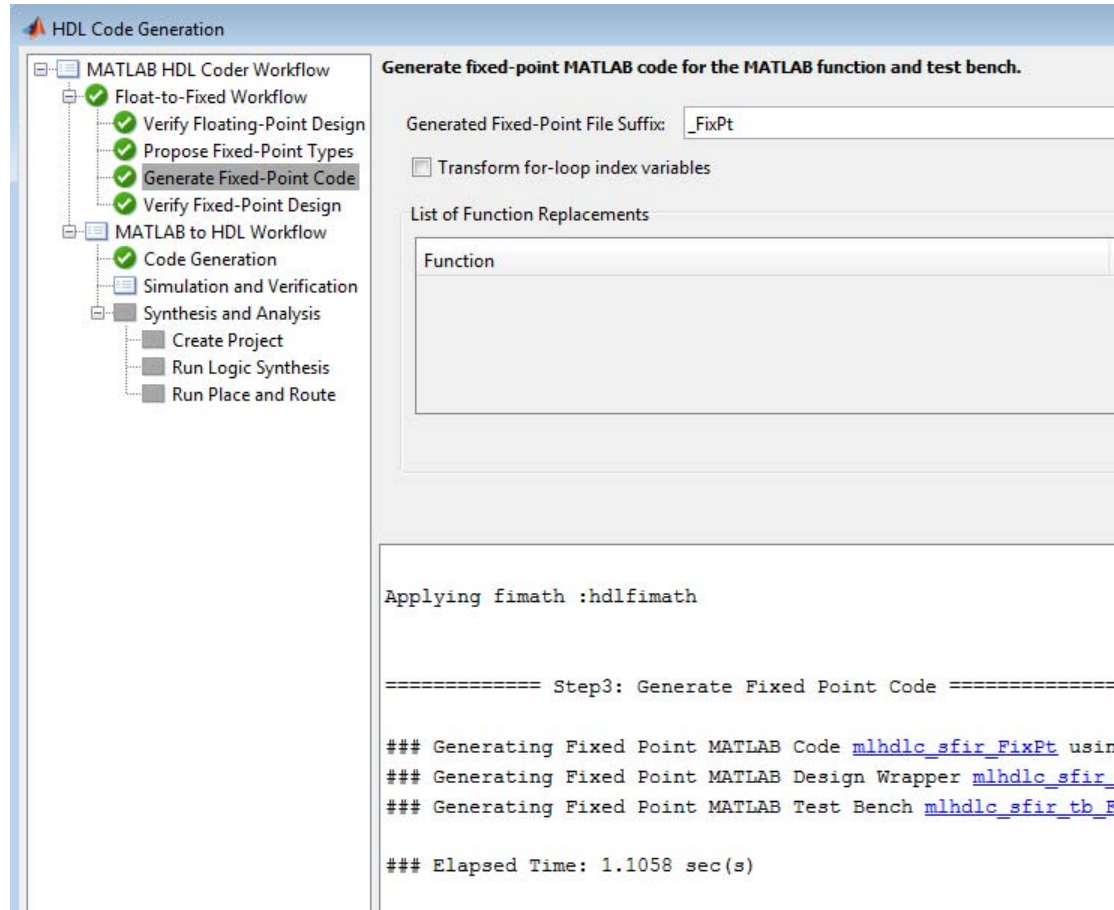 HDL Code Generation
MATLAB HDL Coder Workflow
Float-to-Fixed Workflow
Verify Floating-Point Design
Propose Fixed-Point Types
Generate Fixed-Point Code
Verify Fixed-Point Design
MATLAB to HDL Workflow
Code Generation
Simulation and Verification
Synthesis and Analysis
Create Project
Run Logic Synthesis
Run Place and Route
Generate fixed-point MATLAB code for the MATLAB function and test bench.
Generated Fixed-Point File Suffix: _FixPt
Transform for-loop index variables
List of Function Replacements
Function
Applying fimath :hdlfimath
============= Step3: Generate Fixed Point Code ==============
### Generating Fixed Point MATLAB Code mlhdlc_sfir_FixPt usin
### Generating Fixed Point MATLAB Design Wrapper mlhdlc_sfir_
### Generating Fixed Point MATLAB Test Bench mlhdlc_sfir_tb_F
### Elapsed Time: 1.1058 sec(s)